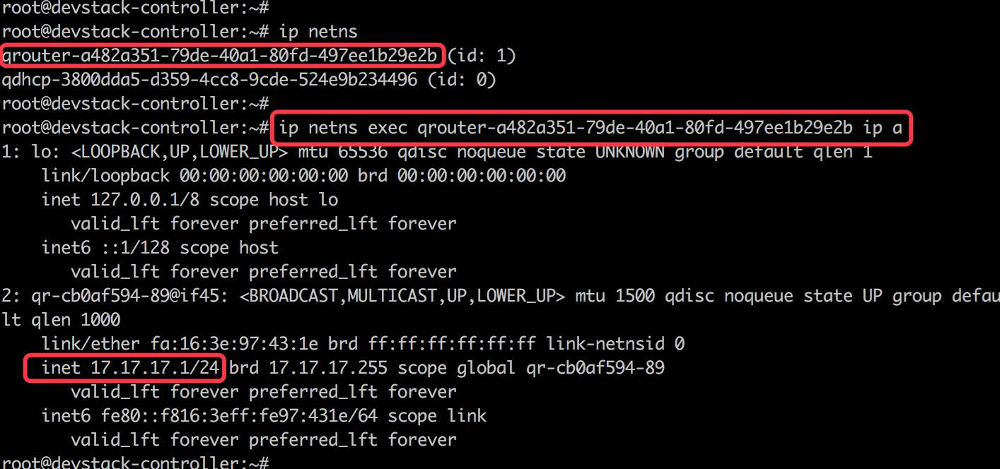 root@devstack-controller:~#
root@devstack-controller:~# ip netns
qrouter-a482a351-79de-40a1-80fd-497ee1b29e2b (id: 1)
qdhcp-3800dda5-d359-4cc8-9cde-524e9b234496 (id: 0)
root@devstack-controller:~#
root@devstack-controller:~# ip netns exec qrouter-a482a351-79de-40a1-80fd-497ee1b29e2b ip a
1: lo: <LOOPBACK,UP,LOWER_UP> mtu 65536 qdisc noqueue state UNKNOWN group default qlen 1
    link/loopback 00:00:00:00:00:00 brd 00:00:00:00:00:00
    inet 127.0.0.1/8 scope host lo
       valid_lft forever preferred_lft forever
    inet6 ::1/128 scope host
       valid_lft forever preferred_lft forever
2: qr-cb0af594-89@if45: <BROADCAST,MULTICAST,UP,LOWER_UP> mtu 1500 qdisc noqueue state UP group defau
lt qlen 1000
    link/ether fa:16:3e:97:43:1e brd ff:ff:ff:ff:ff:ff link-netnsid 0
    inet 17.17.17.1/24 brd 17.17.17.255 scope global qr-cb0af594-89
       valid_lft forever preferred_lft forever
    inet6 fe80::f816:3eff:fe97:431e/64 scope link
       valid_lft forever preferred_lft forever
root@devstack-controller:~#